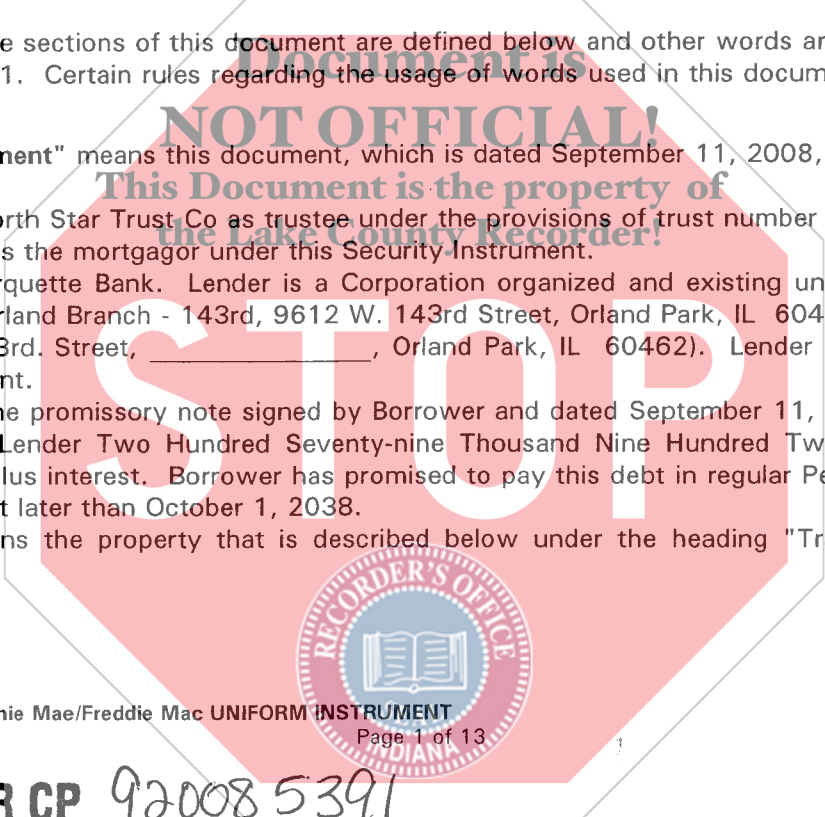 e sections of this document are defined below and other words ar
Document is
1. Certain rules regarding the usage of words used in this docum
NOT OFFICIAL!
nent" means this document, which is dated September 11, 2008,
This Document is the property of
orth Star Trust Co as trustee under the provisions of trust number
the Lake County Recorder!
s the mortgagor under this Security Instrument.
rquette Bank. Lender is a Corporation organized and existing un
rland Branch - 143rd, 9612 W. 143rd Street, Orland Park, IL 604
3rd. Street, ____________________, Orland Park, IL 60462). Lender
nt.
ne promissory note signed by Borrower and dated September 11,
Lender Two Hundred Seventy-nine Thousand Nine Hundred Tw
lus interest. Borrower has promised to pay this debt in regular Pe
t later than October 1, 2038.
STOP
ns the property that is described below under the heading "Tr
RECORDER'S OFFICE
INDIANA
nie Mae/Freddie Mac UNIFORM INSTRUMENT
Page 1 of 13
R CP 920085391